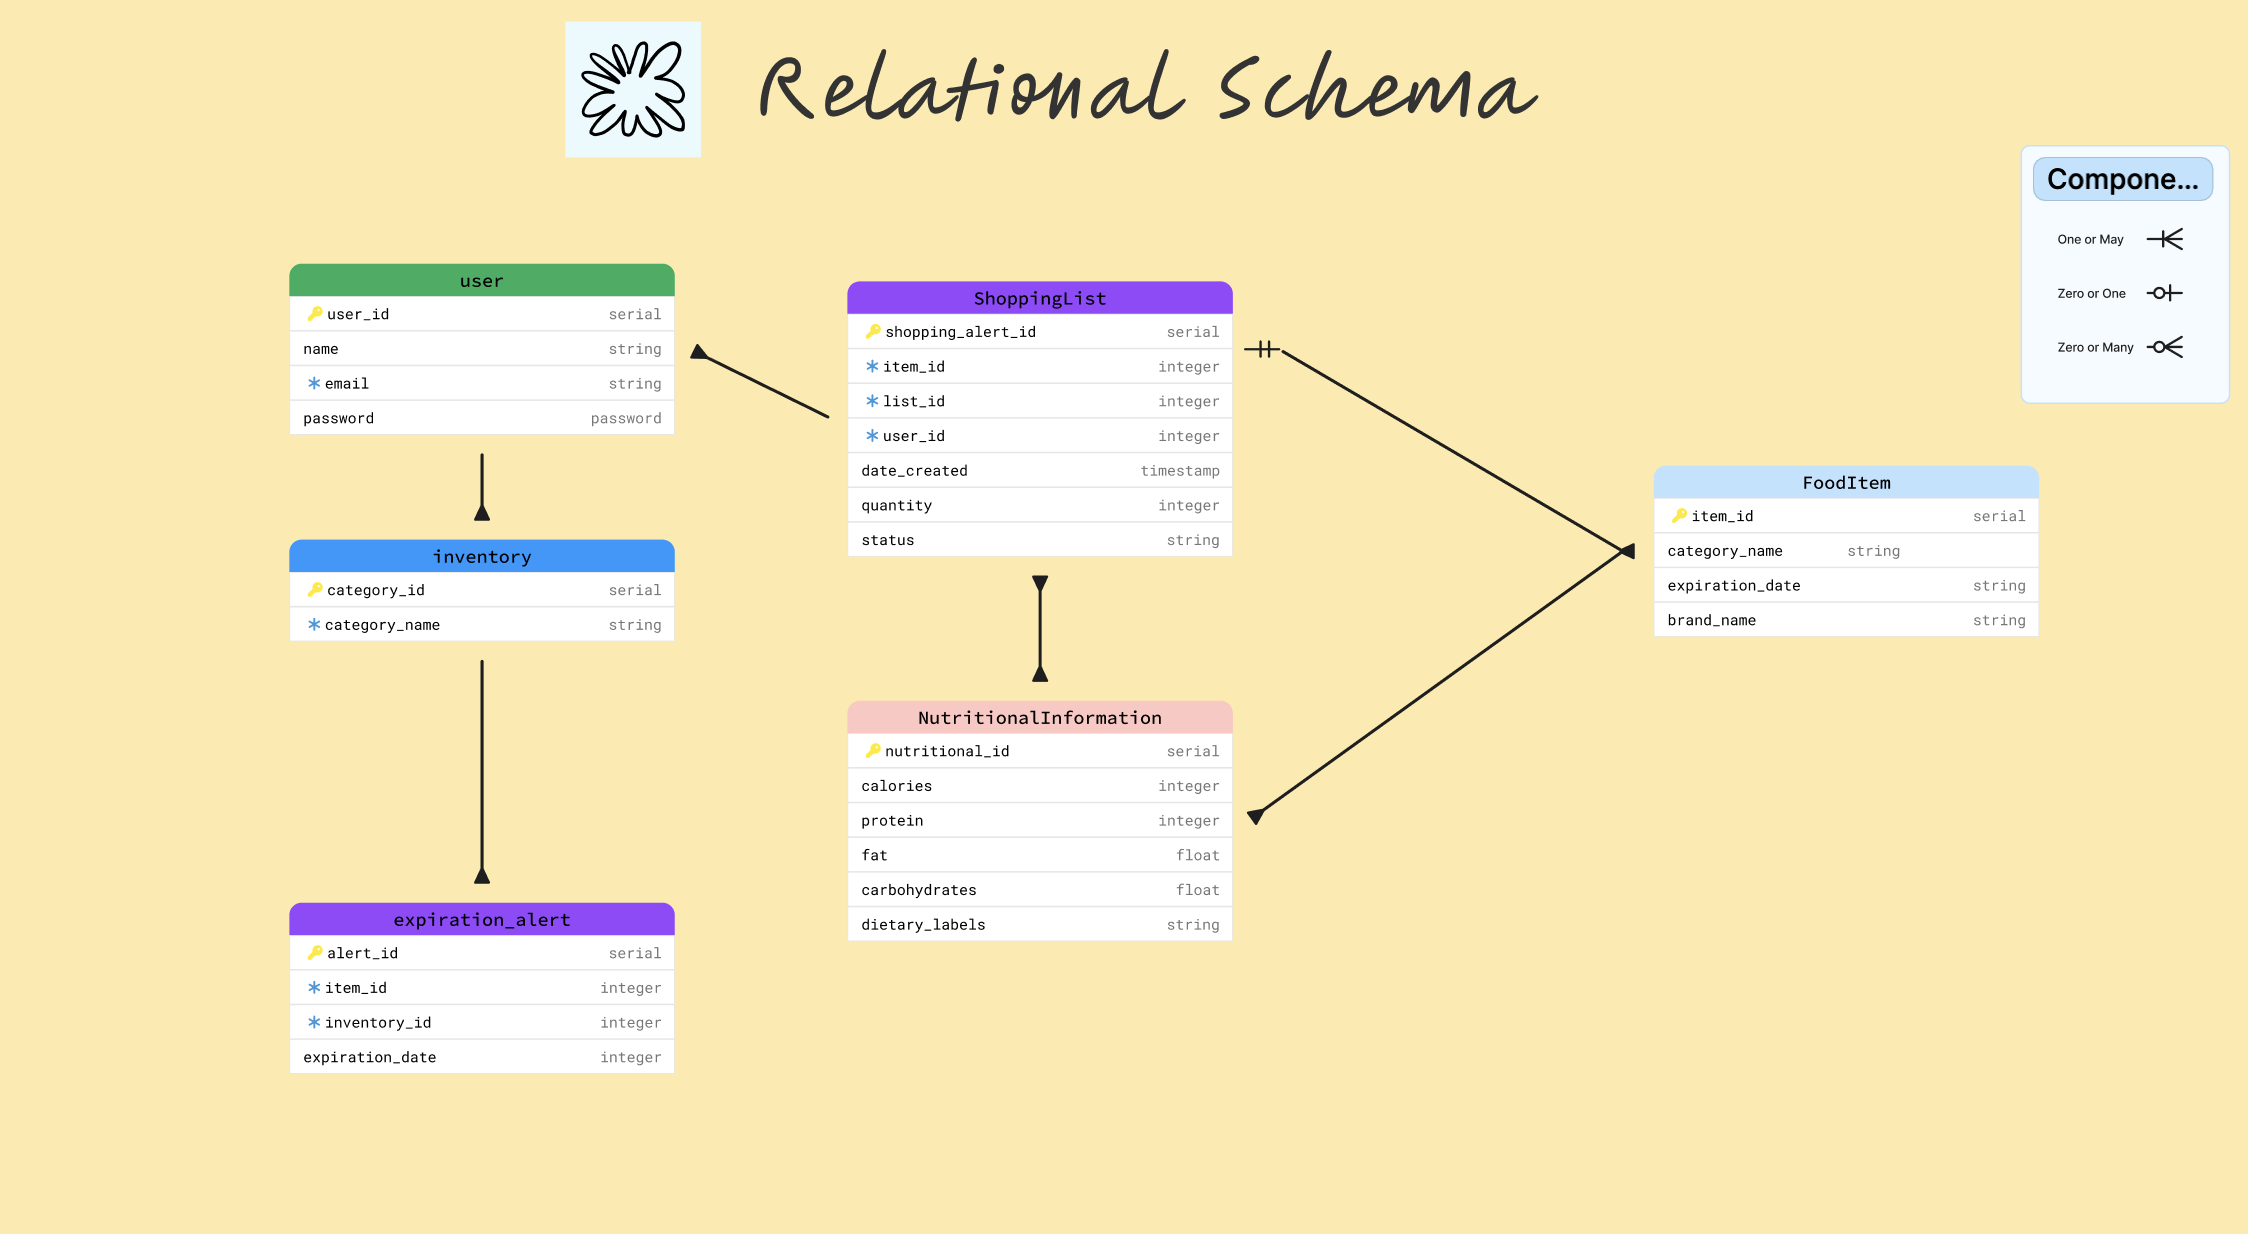 Relational Schema
Compone...
One or May
Zero or One
Zero or Many
user
user_id serial
name string
email string
password password
ShoppingList
shopping_alert_id serial
item_id integer
list_id integer
user_id integer
date_created timestamp
quantity integer
status string
FoodItem
item_id serial
category_name string
expiration_date string
brand_name string
inventory
category_id serial
category_name string
NutritionalInformation
nutritional_id serial
calories integer
protein integer
fat float
carbohydrates float
dietary_labels string
expiration_alert
alert_id serial
item_id integer
inventory_id integer
expiration_date integer